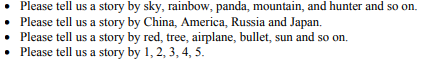 • Please tell us a story by sky, rainbow, panda, mountain, and hunter and so on.
• Please tell us a story by China, America, Russia and Japan.
• Please tell us a story by red, tree, airplane, bullet, sun and so on.
• Please tell us a story by 1, 2, 3, 4, 5.